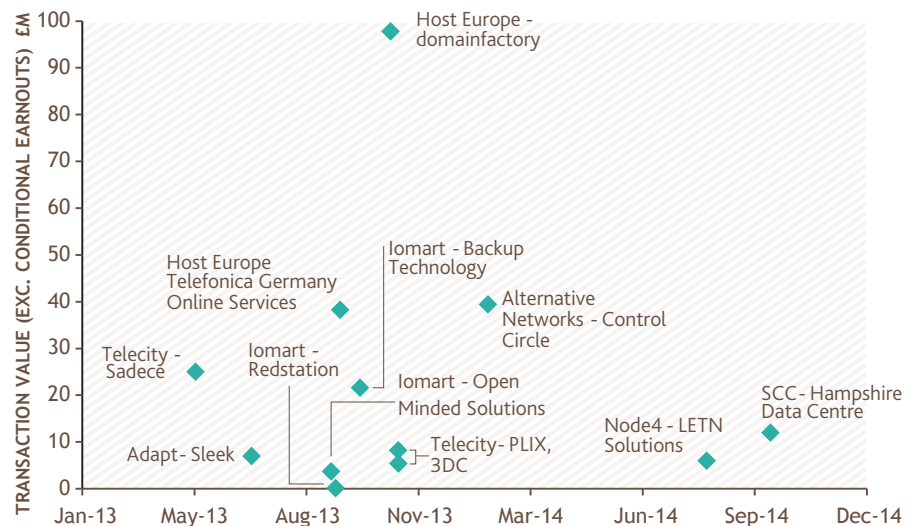 TRANSACTION VALUE (EXC. CONDITIONAL EARNOUTS) £M
100
90
80
70
60
50
40
30
20
10
0
Host Europe -
domainfactory
Iomart - Backup
Technology
Host Europe
Telefonica Germany
Online Services
Alternative
Networks - Control
Circle
Telecity -
Sadece
Iomart -
Redstation
Iomart - Open
Minded Solutions
SCC - Hampshire
Data Centre
Node4 - LETN
Solutions
Adapt - Sleek
Telecity - PLIX,
3DC
Jan-13
May-13
Aug-13
Nov-13
Mar-14
Jun-14
Sep-14
Dec-14